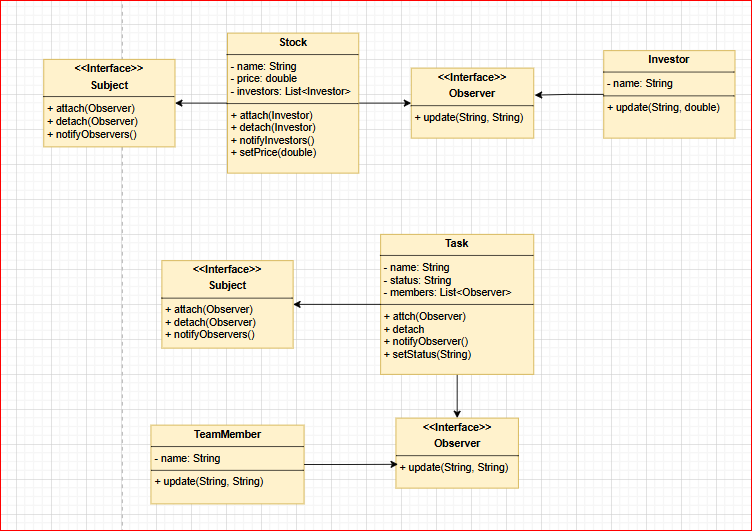 <<Interface>>
Subject
+ attach(Observer)
+ detach(Observer)
+ notifyObservers()
Stock
- name: String
- price: double
- investors: List<Investor>
+ attach(Investor)
+ detach(Investor)
+ notifyInvestors()
+ setPrice(double)
<<Interface>>
Observer
+ update(String, String)
Investor
- name: String
+ update(String, double)
<<Interface>>
Subject
+ attach(Observer)
+ detach(Observer)
+ notifyObservers()
Task
- name: String
- status: String
- members: List<Observer>
+ attch(Observer)
+ detach
+ notifyObserver()
+ setStatus(String)
TeamMember
- name: String
+ update(String, String)
<<Interface>>
Observer
+ update(String, String)